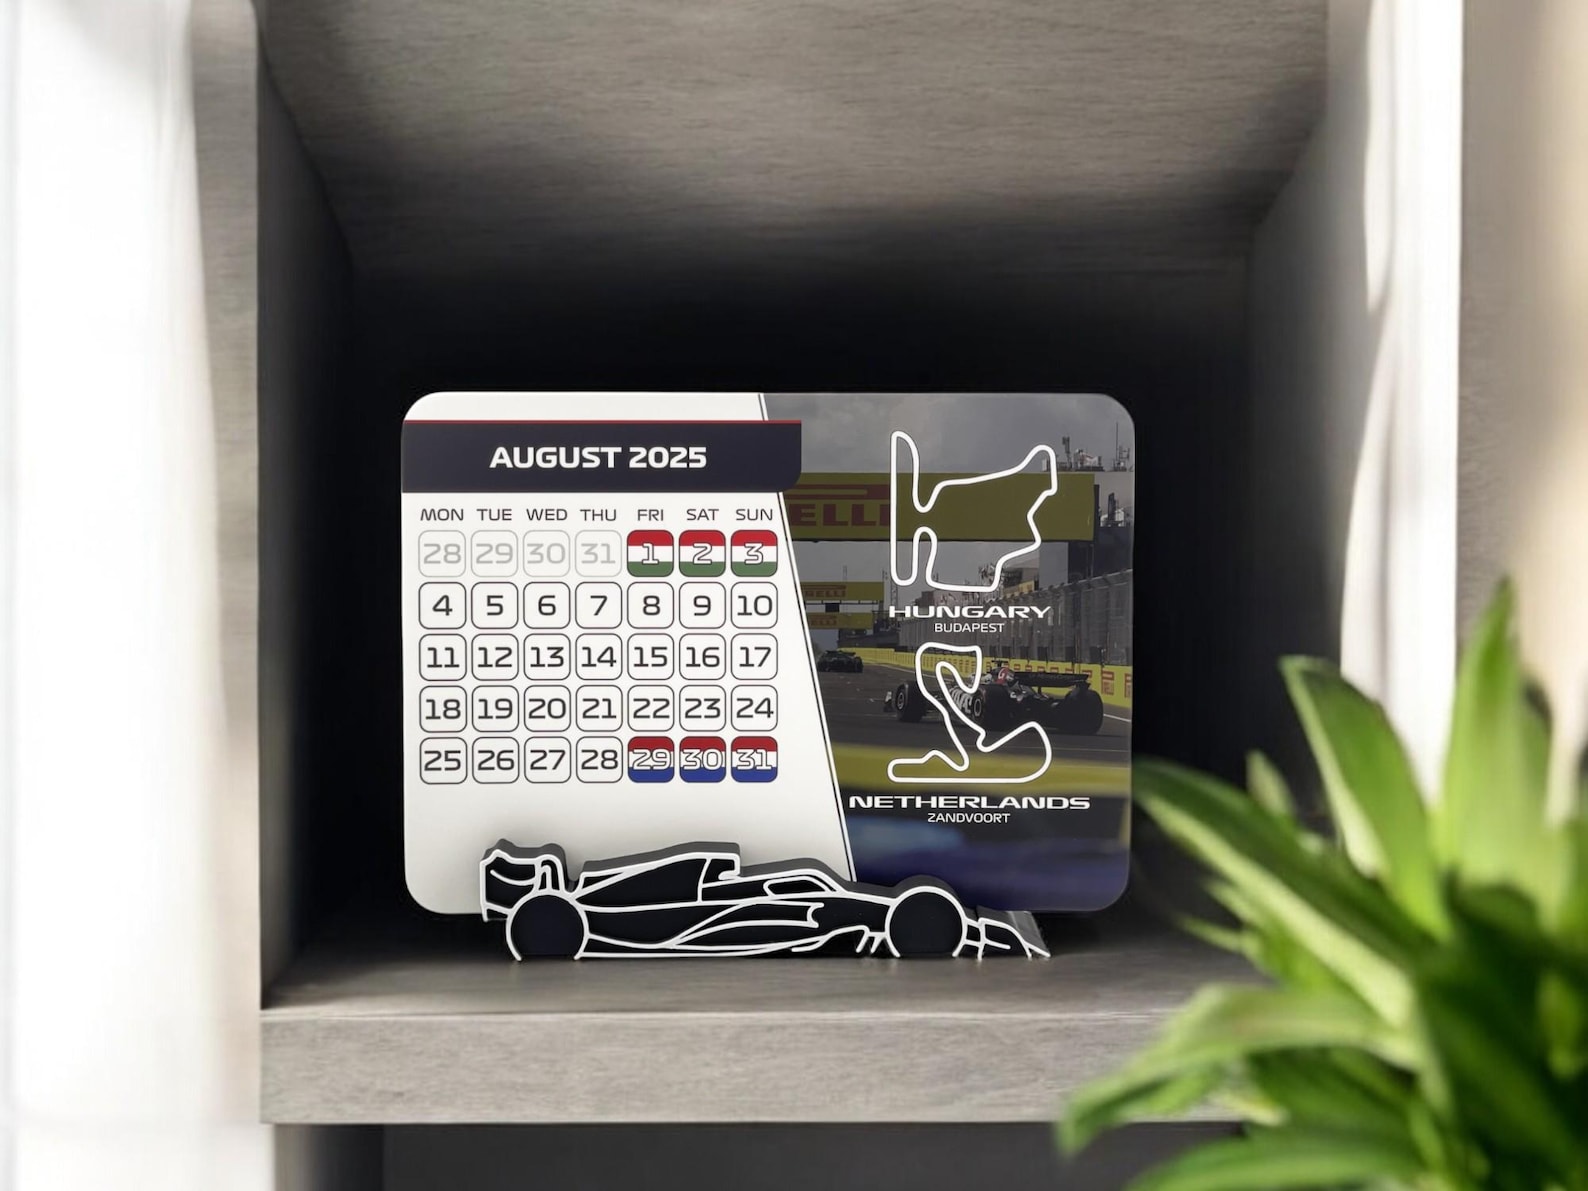 AUGUST 2025
MON TUE WED THU FRI SAT SUN
28 29 30 31 1 2 3
4 5 6 7 8 9 10
11 12 13 14 15 16 17
18 19 20 21 22 23 24
25 26 27 28 29 30 31
ELLI
ELLI
HUNGARY
BUDAPEST
NETHERLANDS
ZANDVOORT